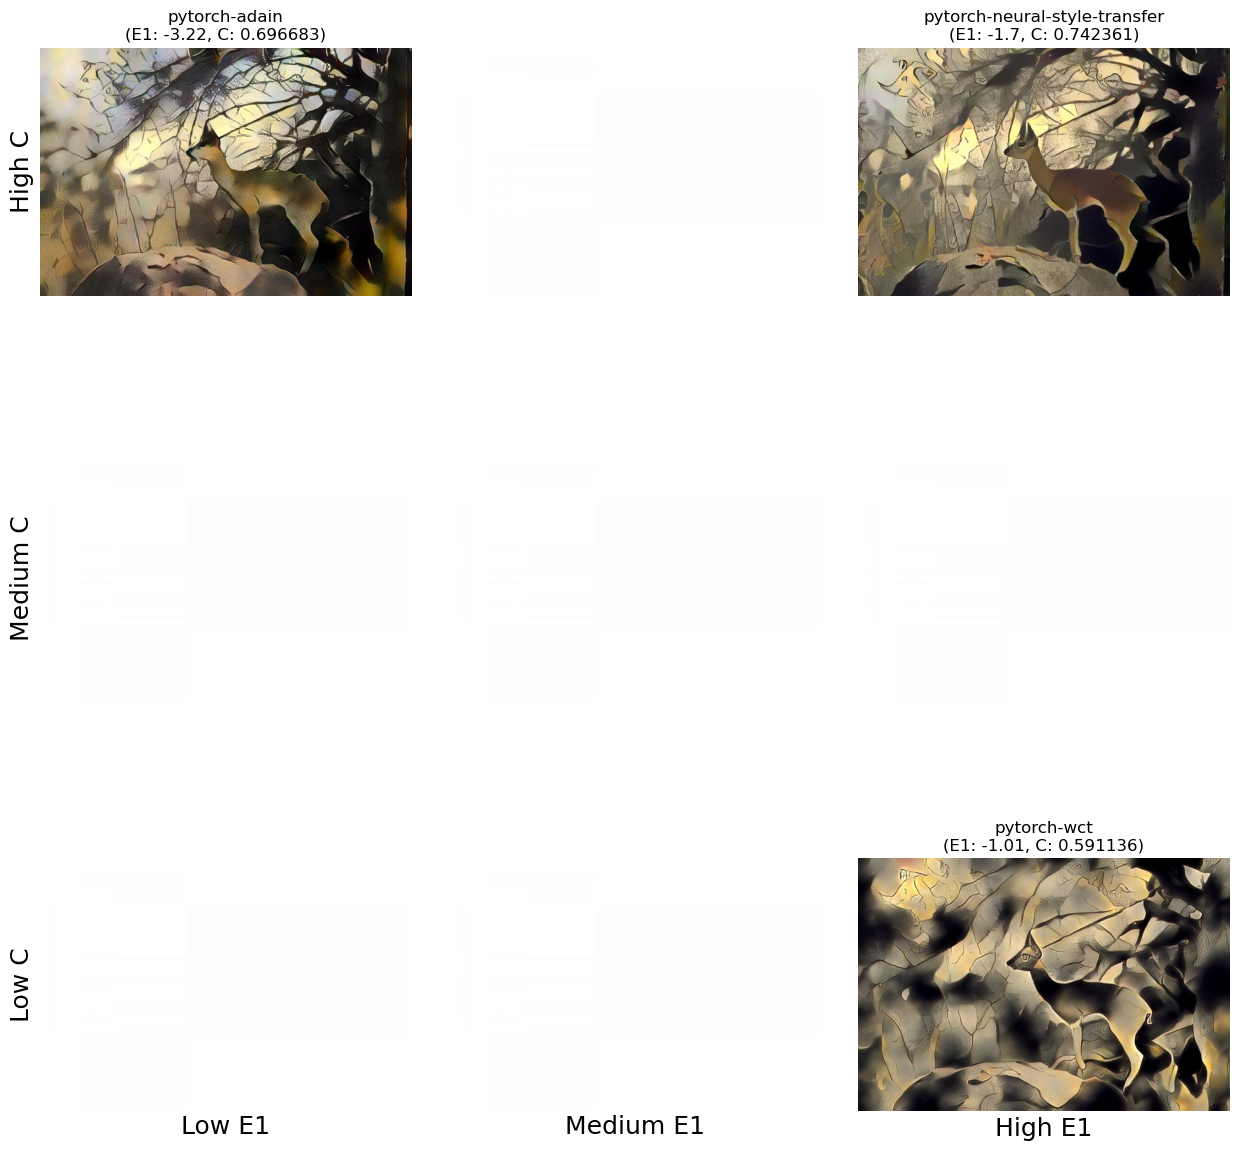 pytorch-adain
(E1: -3.22, C: 0.696683)
pytorch-neural-style-transfer
(E1: -1.7, C: 0.742361)
High C
Medium C
pytorch-wct
(E1: -1.01, C: 0.591136)
Low C
Low E1
Medium E1
High E1